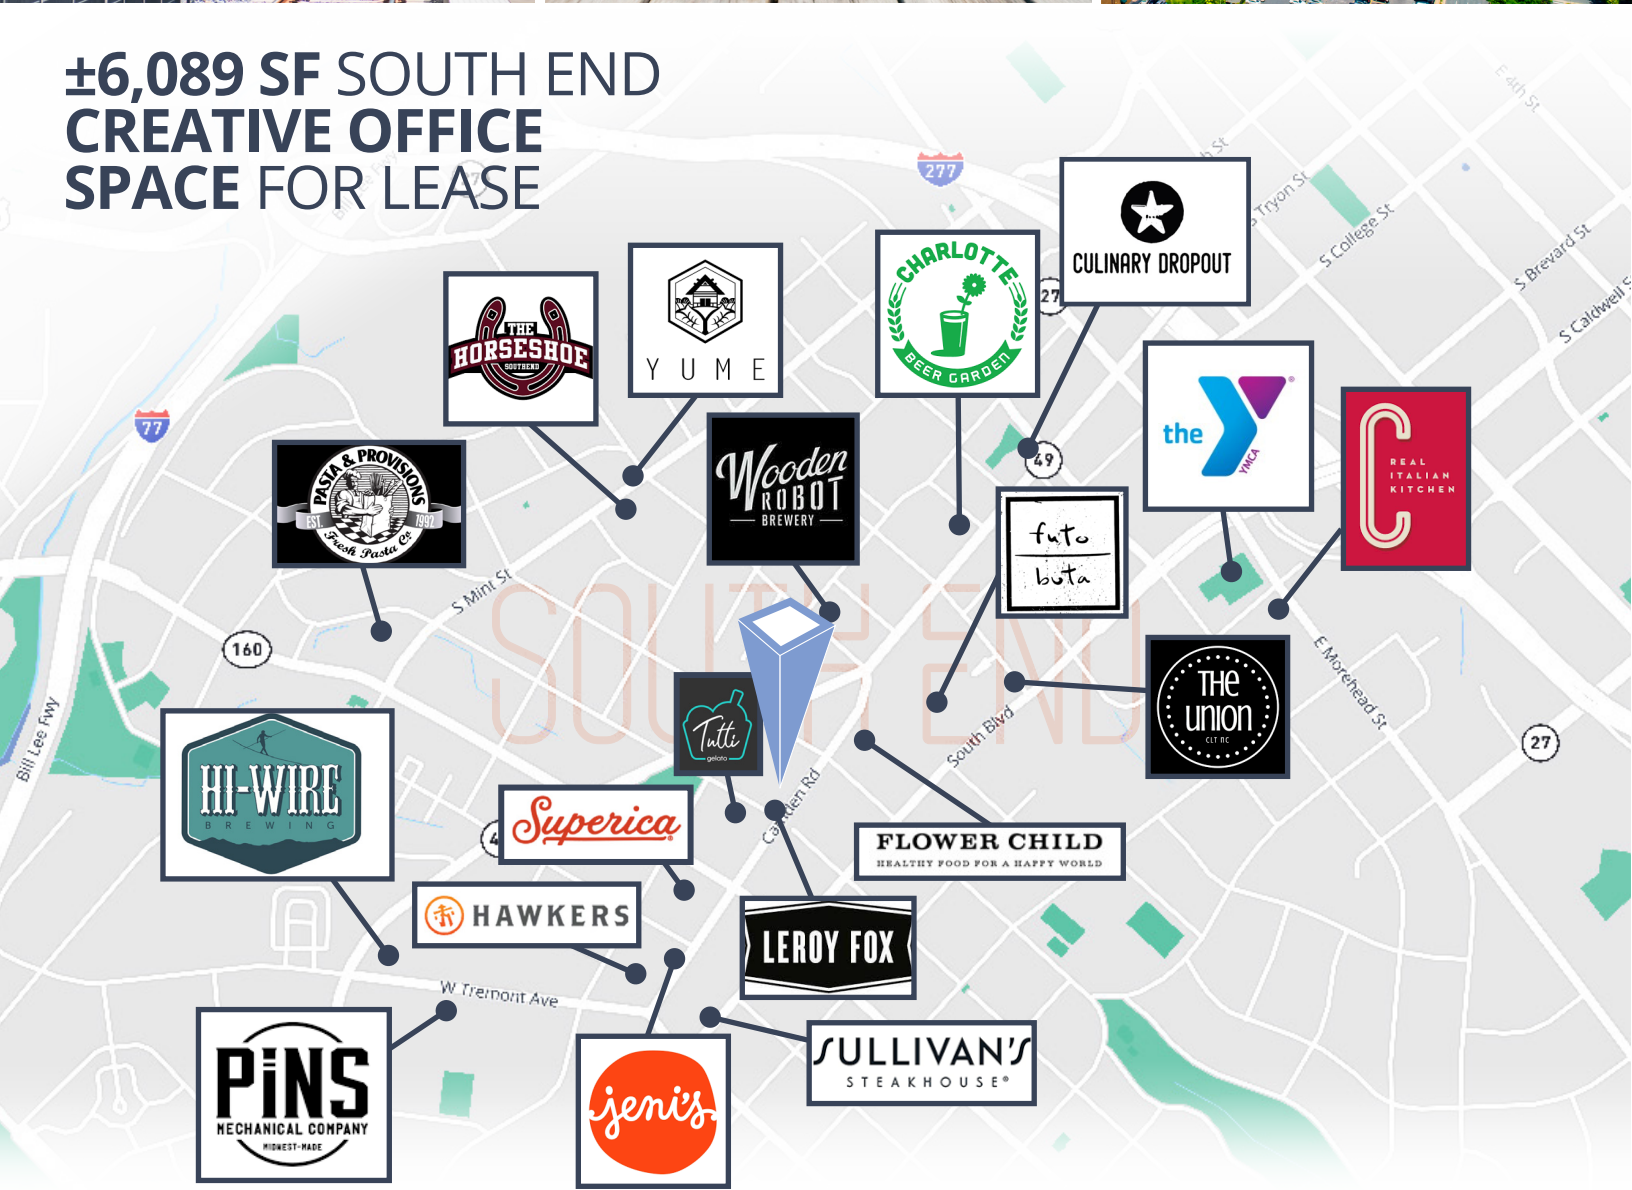 ±6,089 SF SOUTH END
CREATIVE OFFICE
SPACE FOR LEASE
E 4th St
277
CULINARY DROPOUT
S Tryon St
S College St
S Brevard St
S Caldwell S
CHARLOTTE
BEER GARDEN
27
THE
HORSESHOE
SOUTHEND
YUME
77
the
YMCA
REAL
ITALIAN
KITCHEN
PASTA & PROVISIONS
EST. 1992
Fresh Pasta Co
Wooden
ROBOT
BREWERY
49
futo
buta
S Mint St
SOUTH END
160
E Morehead St
THE
UNION
CLT NC
Tutti
gelato
South Blvd
Bill Lee Fwy
27
HI-WIRE
BREWING
Superica
Camden Rd
FLOWER CHILD
HEALTHY FOOD FOR A HAPPY WORLD
HAWKERS
LEROY FOX
W Tremont Ave
PiNS
MECHANICAL COMPANY
MIDWEST-MADE
jeni's
SULLIVAN'S
STEAKHOUSE®